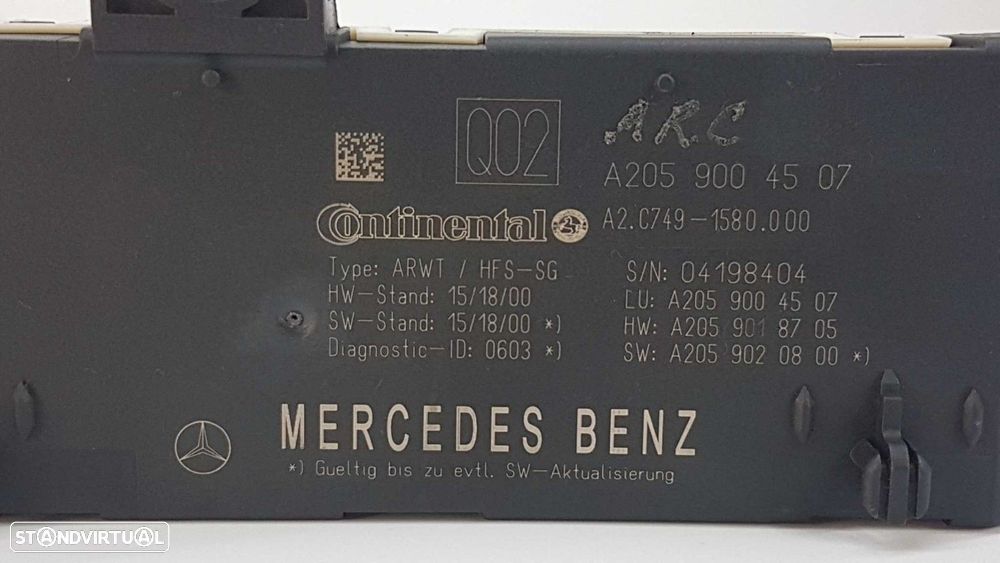 Q02
ARC
A205 900 45 07
Continental
A2.C749-1580.000
Type: ARWT / HFS-SG
HW-Stand: 15/18/00
SW-Stand: 15/18/00 *)
Diagnostic-ID: 0603 *)
S/N: 04198404
LU: A205 900 45 07
HW: A205 901 87 05
SW: A205 902 08 00 *)
MERCEDES BENZ
*) Gueltig bis zu evtl. SW-Aktualisierung
STANDVIRTUAL